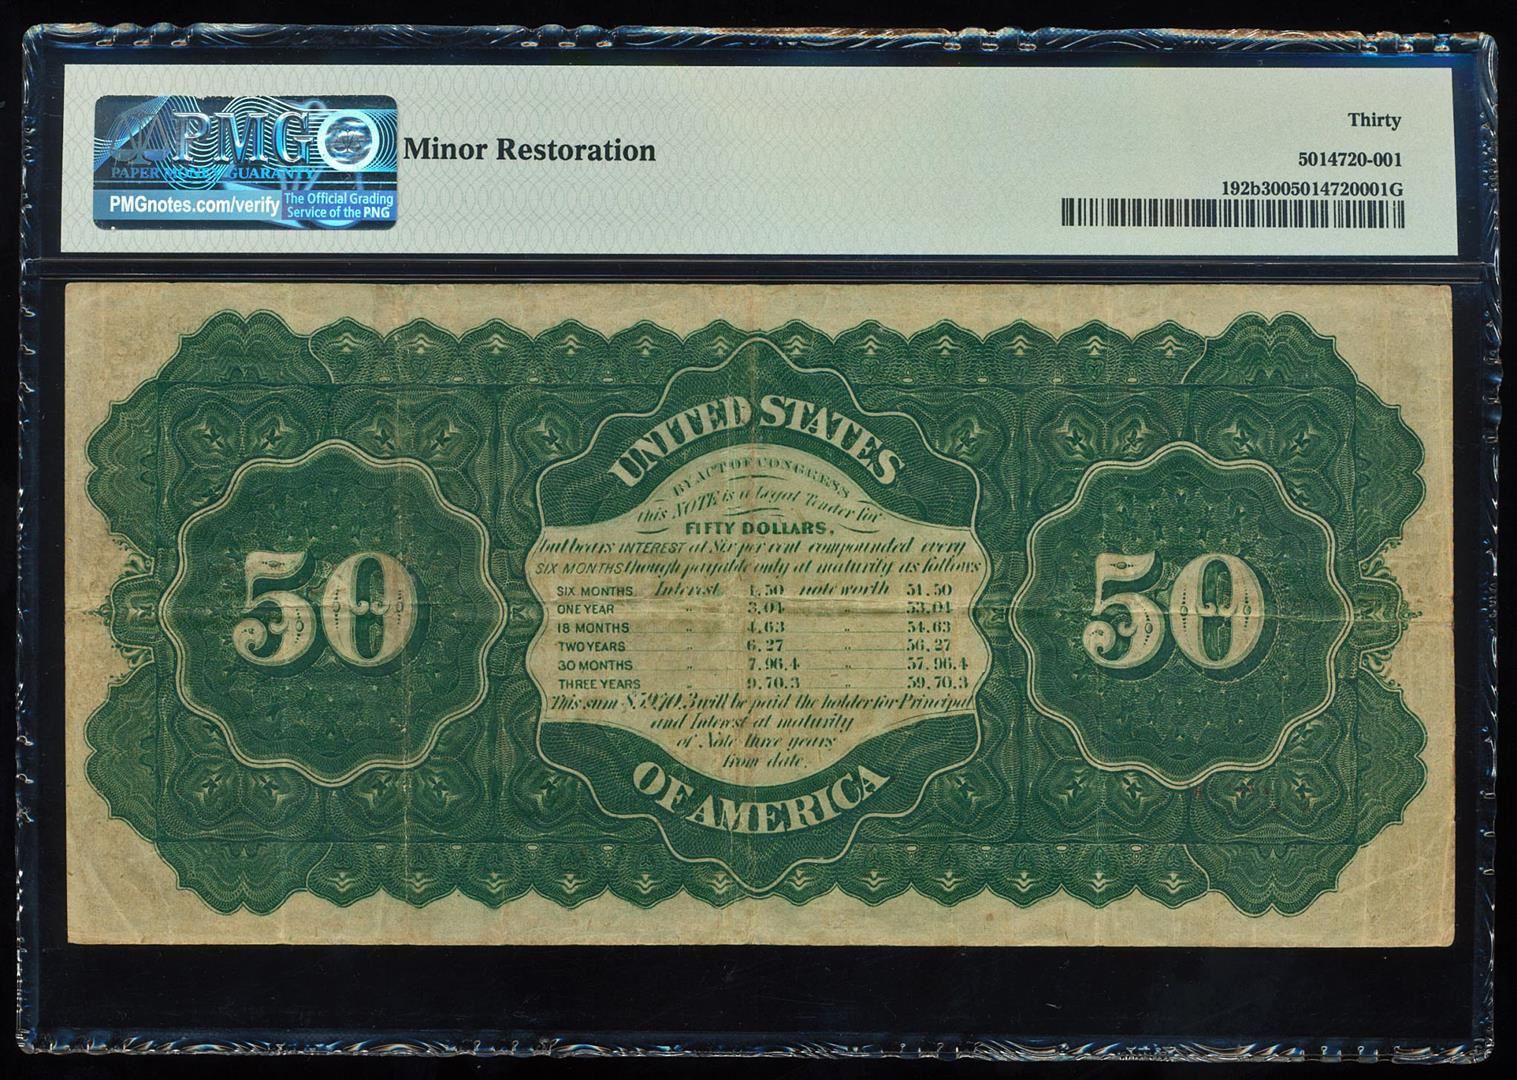 PMG
PAPER MONEY GUARANTY
PMGnotes.com/verify
The Official Grading
Service of the PNG
Minor Restoration
Thirty
5014720-001
192b3005014720001G
UNITED STATES
BY ACT OF CONGRESS
this NOTE is a Legal Tender for
FIFTY DOLLARS,
but bears INTEREST at Six per cent compounded every
SIX MONTHS though payable only at maturity as follows
SIX MONTHS Interest 1.50 note worth 51.50
ONE YEAR " 3,04 " 53,04
18 MONTHS " 4,63 " 54,63
TWO YEARS " 6,27 " 56,27
30 MONTHS " 7,96,4 " 57,96,4
THREE YEARS " 9,70,3 " 59,70,3
This sum $59,70,3 will be paid the holder for Principal
and Interest at maturity
of Note three years
from date.
OF AMERICA
50
50